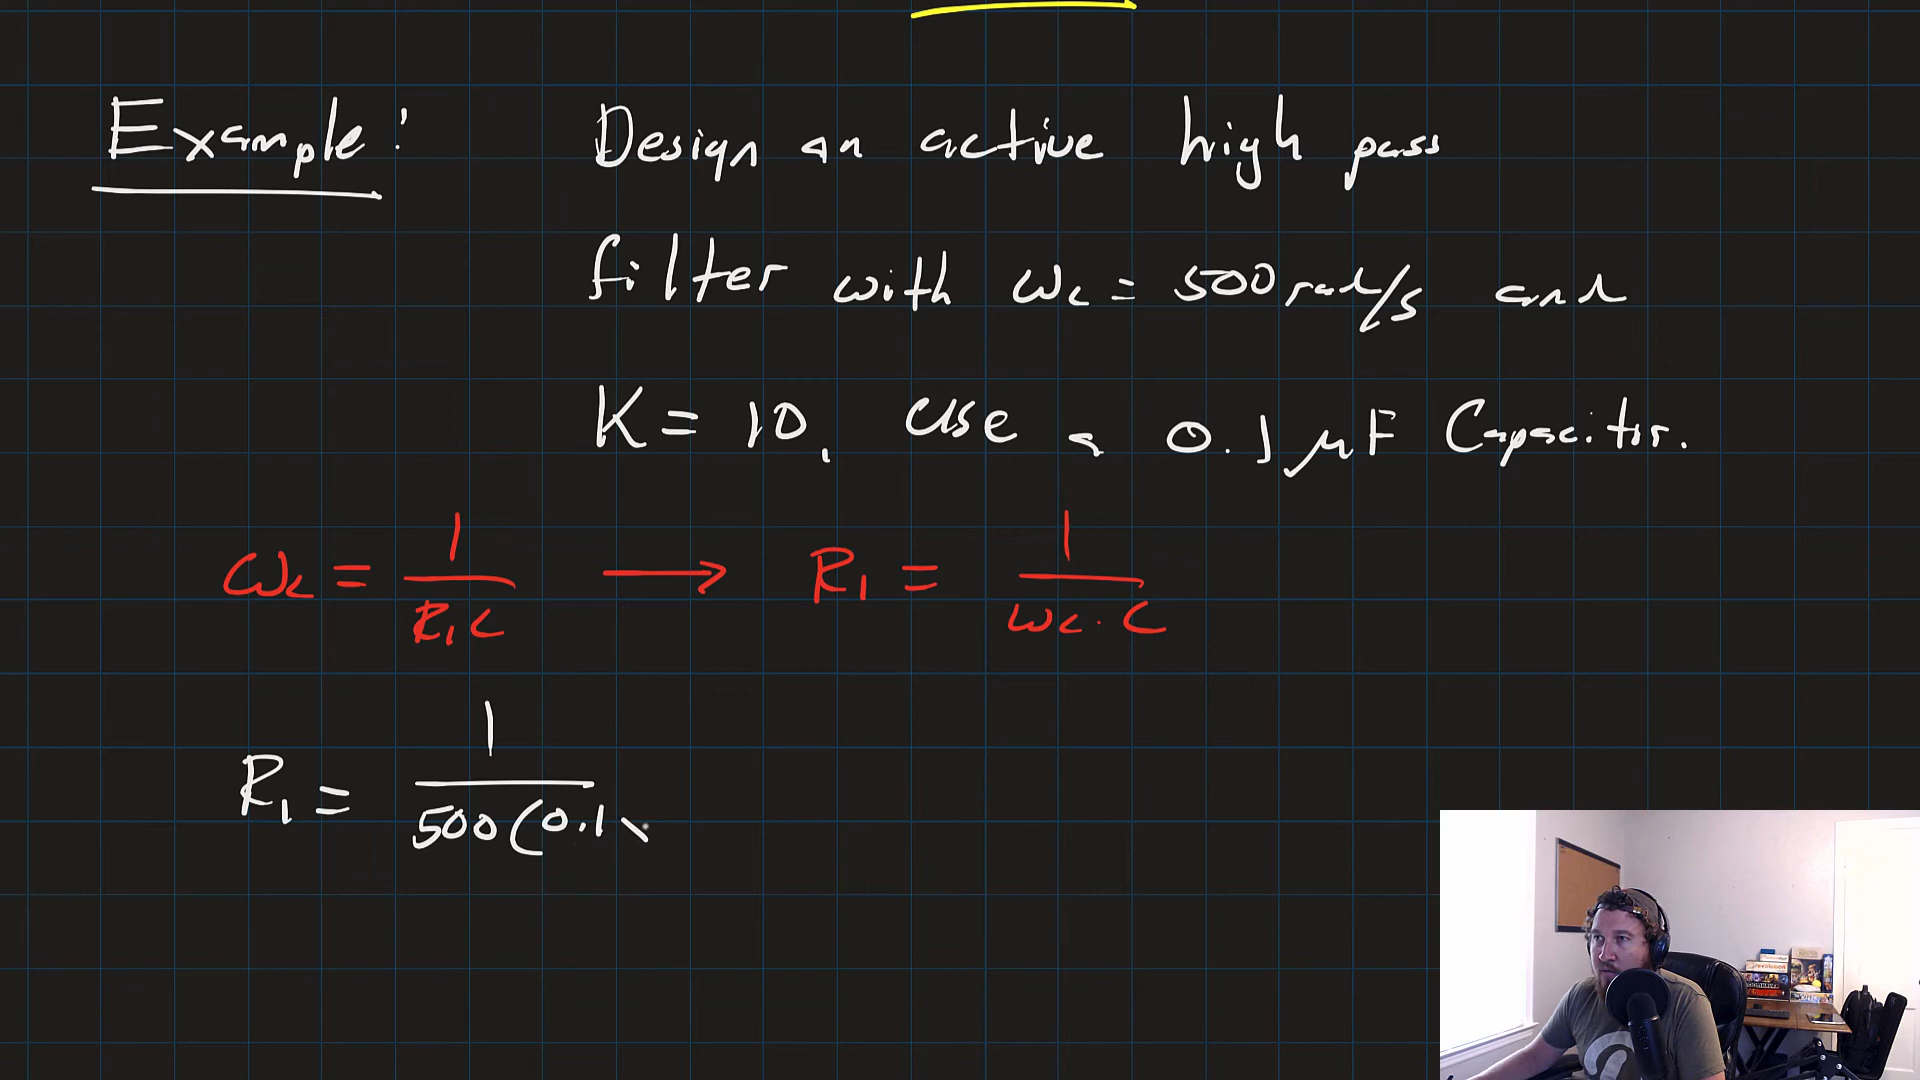 Example: Design an active high pass
filter with ωc = 500 rad/s and
K = 10. Use a 0.1 μF Capacitor.
ωc = 1/(R₁C) → R₁ = 1/(ωc · C)
R₁ = 1/500(0.1